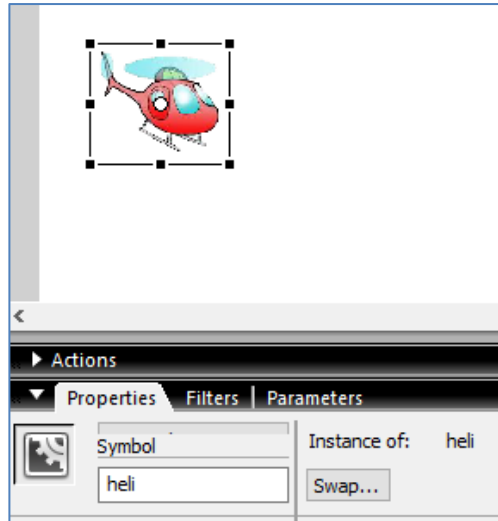 Actions
Properties Filters Parameters
Symbol Instance of: heli
heli Swap...